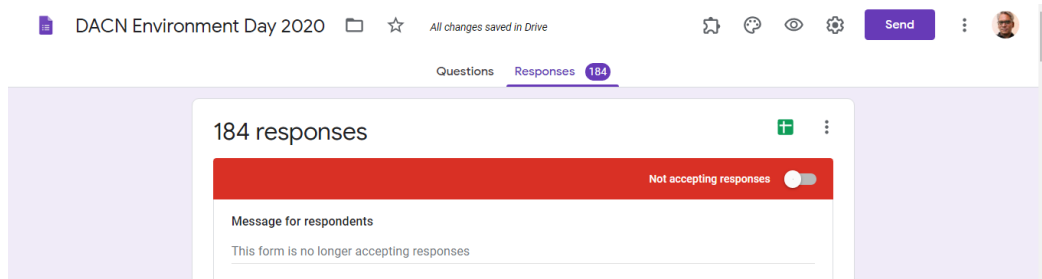 DACN Environment Day 2020 All changes saved in Drive Send
Questions Responses 184
184 responses
Not accepting responses
Message for respondents
This form is no longer accepting responses